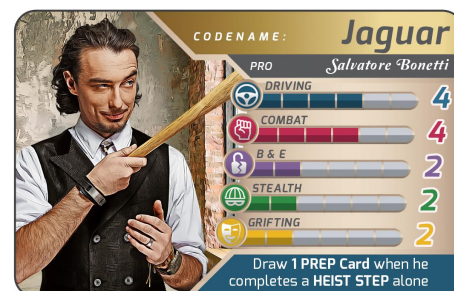 CODENAME: Jaguar
PRO Salvatore Bonetti
DRIVING 4
COMBAT 4
B & E 2
STEALTH 2
GRIFTING 2
Draw 1 PREP Card when he
completes a HEIST STEP alone